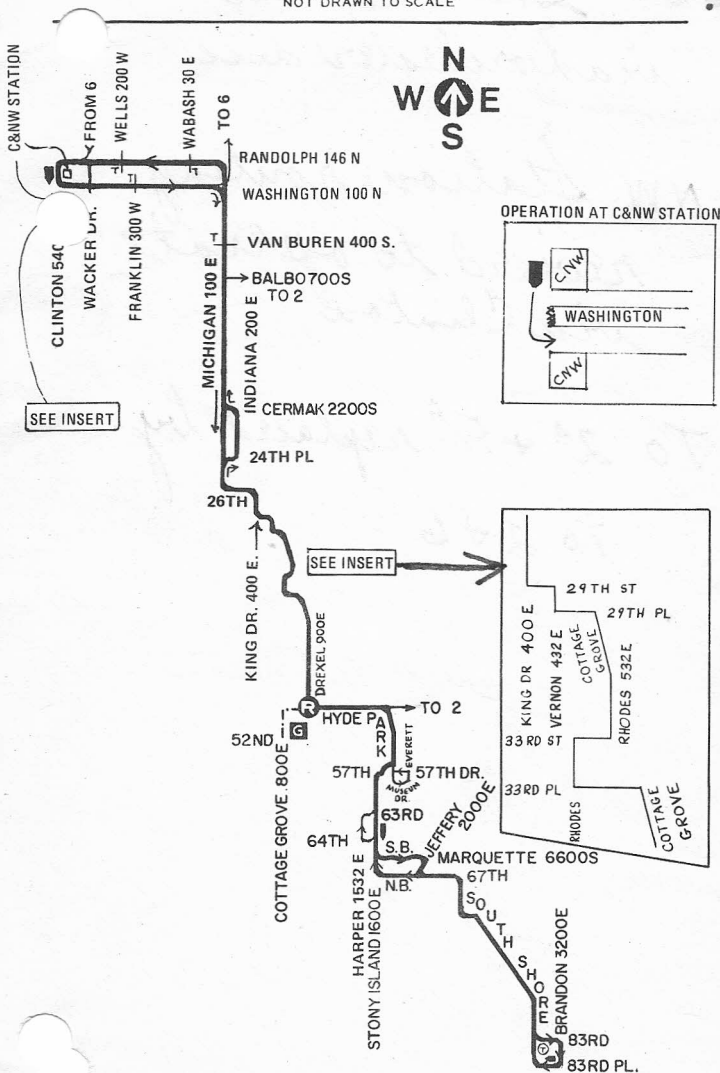 NOT DRAWN TO SCALE
N
W E
S
C&NW STATION
FROM 6
WELLS 200 W
WABASH 30 E
TO 6
RANDOLPH 146 N
WASHINGTON 100 N
CLINTON 540
WACKER DR.
FRANKLIN 300 W
T
T
T
T
VAN BUREN 400 S.
BALBO 700S
TO 2
MICHIGAN 100 E
INDIANA 200 E
SEE INSERT
CERMAK 2200S
24TH PL
26TH
OPERATION AT C&NW STATION
CNW
WASHINGTON
CNW
KING DR. 400 E.
SEE INSERT
29TH ST
29TH PL
KING DR 400 E
VERNON 432 E
COTTAGE GROVE
RHODES 532E
33RD ST
33RD PL
RHODES
COTTAGE GROVE
DREXEL 900E
R
HYDE PARK
TO 2
G
52ND
COTTAGE GROVE. 800E
EVERETT
57TH
57TH DR.
MUSEUM DR.
63RD
64TH
JEFFERY 2000E
S.B.
MARQUETTE 6600S
N.B.
67TH
HARPER 1532 E
STONY ISLAND 1600E
SOUTH SHORE
BRANDON 3200E
83RD
T
83RD PL.